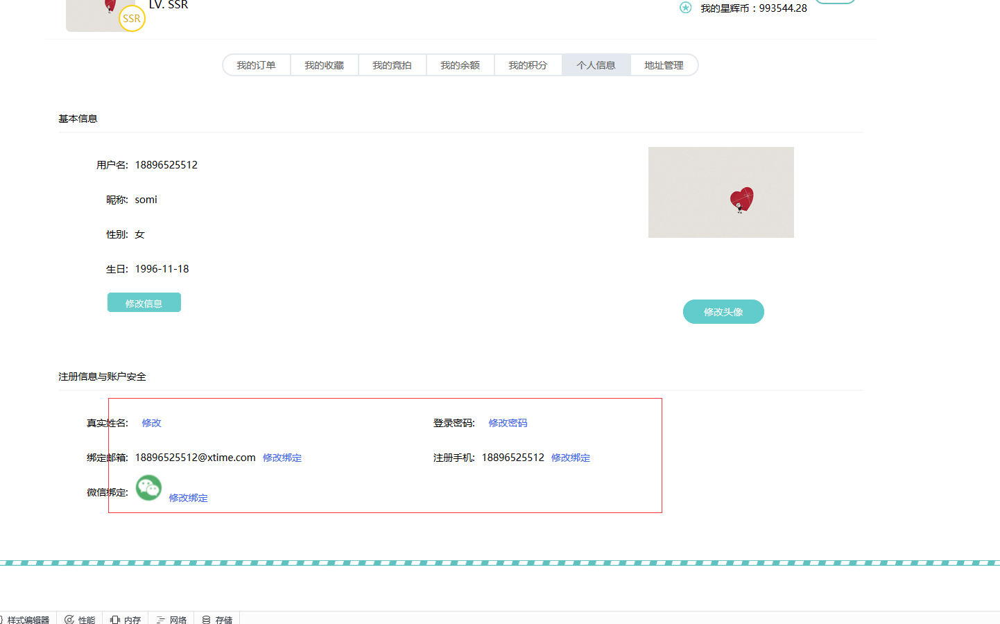 LV. SSR
SSR
我的星辉币：993544.28
我的订单 我的收藏 我的竞拍 我的余额 我的积分 个人信息 地址管理
基本信息
用户名: 18896525512
昵称: somi
性别: 女
生日: 1996-11-18
修改信息
修改头像
注册信息与账户安全
真实姓名: 修改 登录密码: 修改密码
绑定邮箱: 18896525512@xtime.com 修改绑定 注册手机: 18896525512 修改绑定
微信绑定: 修改绑定
样式编辑器 性能 内存 网络 存储